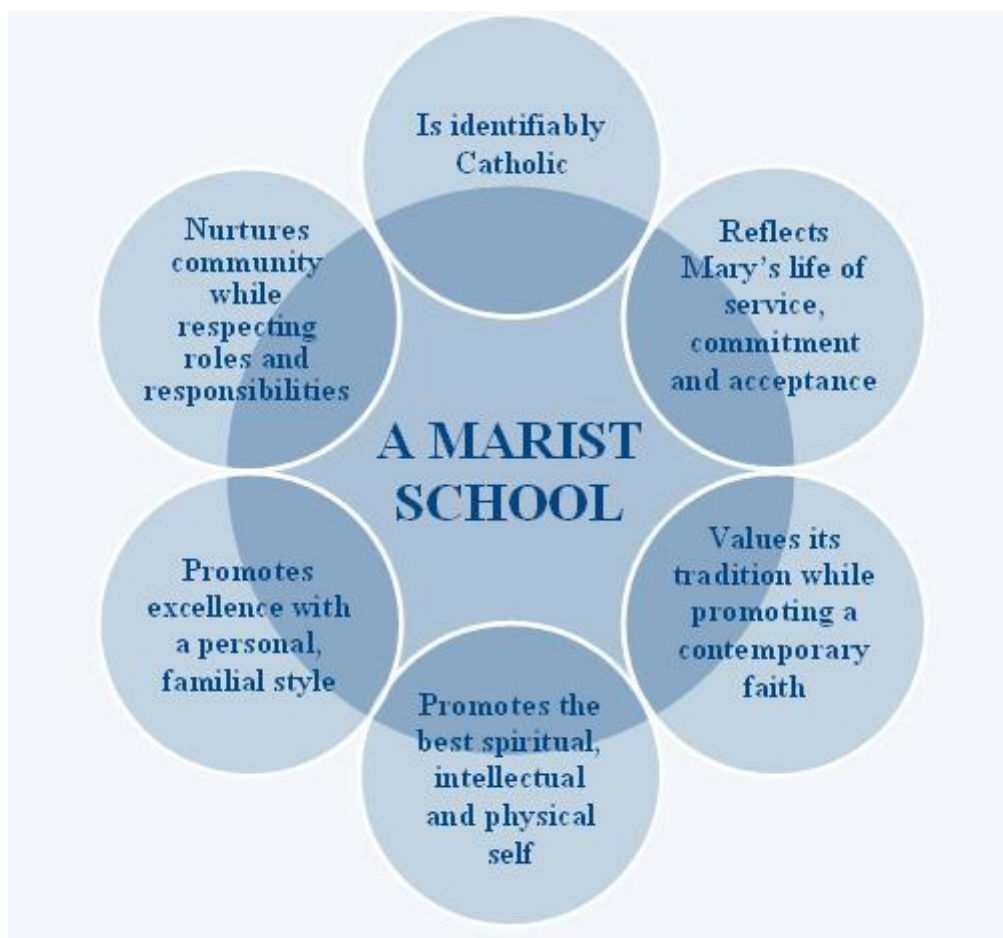 Is identifiably
Catholic
Reflects
Mary’s life of
service,
commitment
and acceptance
Values its
tradition while
promoting a
contemporary
faith
Promotes the
best spiritual,
intellectual
and physical
self
Promotes
excellence with
a personal,
familial style
Nurtures
community
while
respecting
roles and
responsibilities
A MARIST
SCHOOL